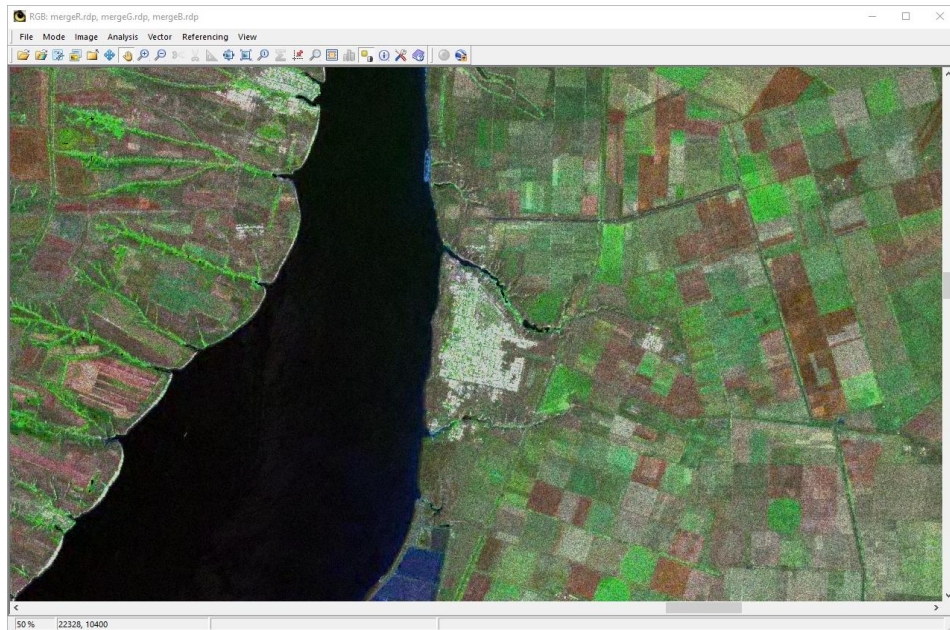 RGB: mergeR.rdp, mergeG.rdp, mergeB.rdp
File Mode Image Analysis Vector Referencing View
50 % 22328, 10400